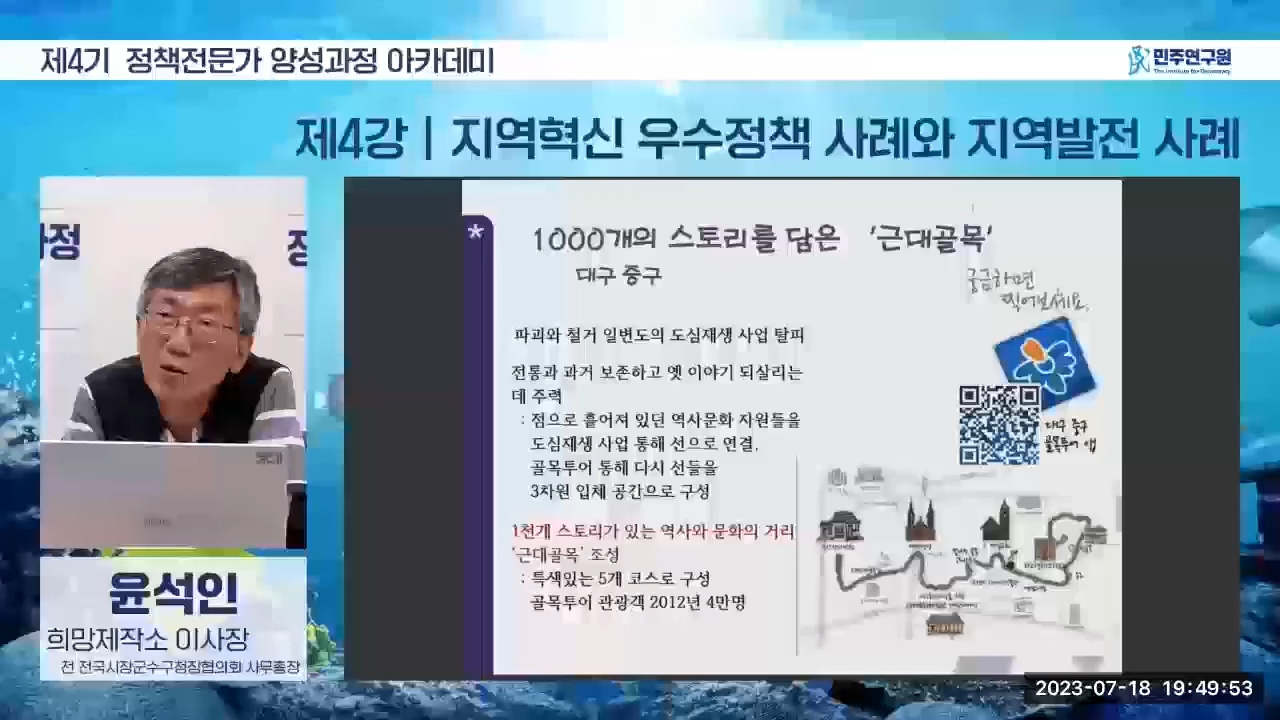 제4기 정책전문가 양성과정 아카데미
민주연구원
The Institute for Democracy
제4강 | 지역혁신 우수정책 사례와 지역발전 사례
과정
*
1000개의 스토리를 담은 '근대골목'
대구 중구
궁금하면
찍어보세요.
파괴와 철거 일변도의 도심재생 사업 탈피
전통과 과거 보존하고 옛 이야기 되살리는
데 주력
: 점으로 흩어져 있던 역사문화 자원들을
도심재생 사업 통해 선으로 연결.
골목투어 통해 다시 선들을
3차원 입체 공간으로 구성
대구 중구
골목투어 앱
1천개 스토리가 있는 역사와 문화의 거리
'근대골목' 조성
: 특색있는 5개 코스로 구성
골목투어 관광객 2012년 4만명
윤석인
희망제작소 이사장
전 전국시장군수구청장협의회 사무총장
2023-07-18 19:49:53